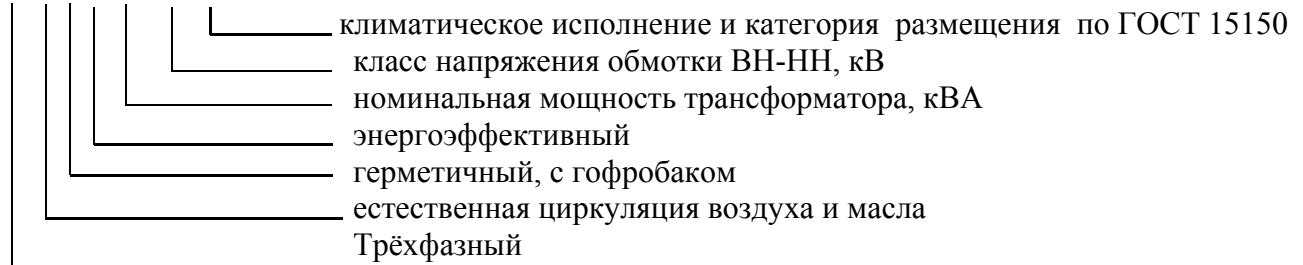 климатическое исполнение и категория размещения по ГОСТ 15150
класс напряжения обмотки ВН-НН, кВ
номинальная мощность трансформатора, кВА
энергоэффективный
герметичный, с гофробаком
естественная циркуляция воздуха и масла
Трёхфазный